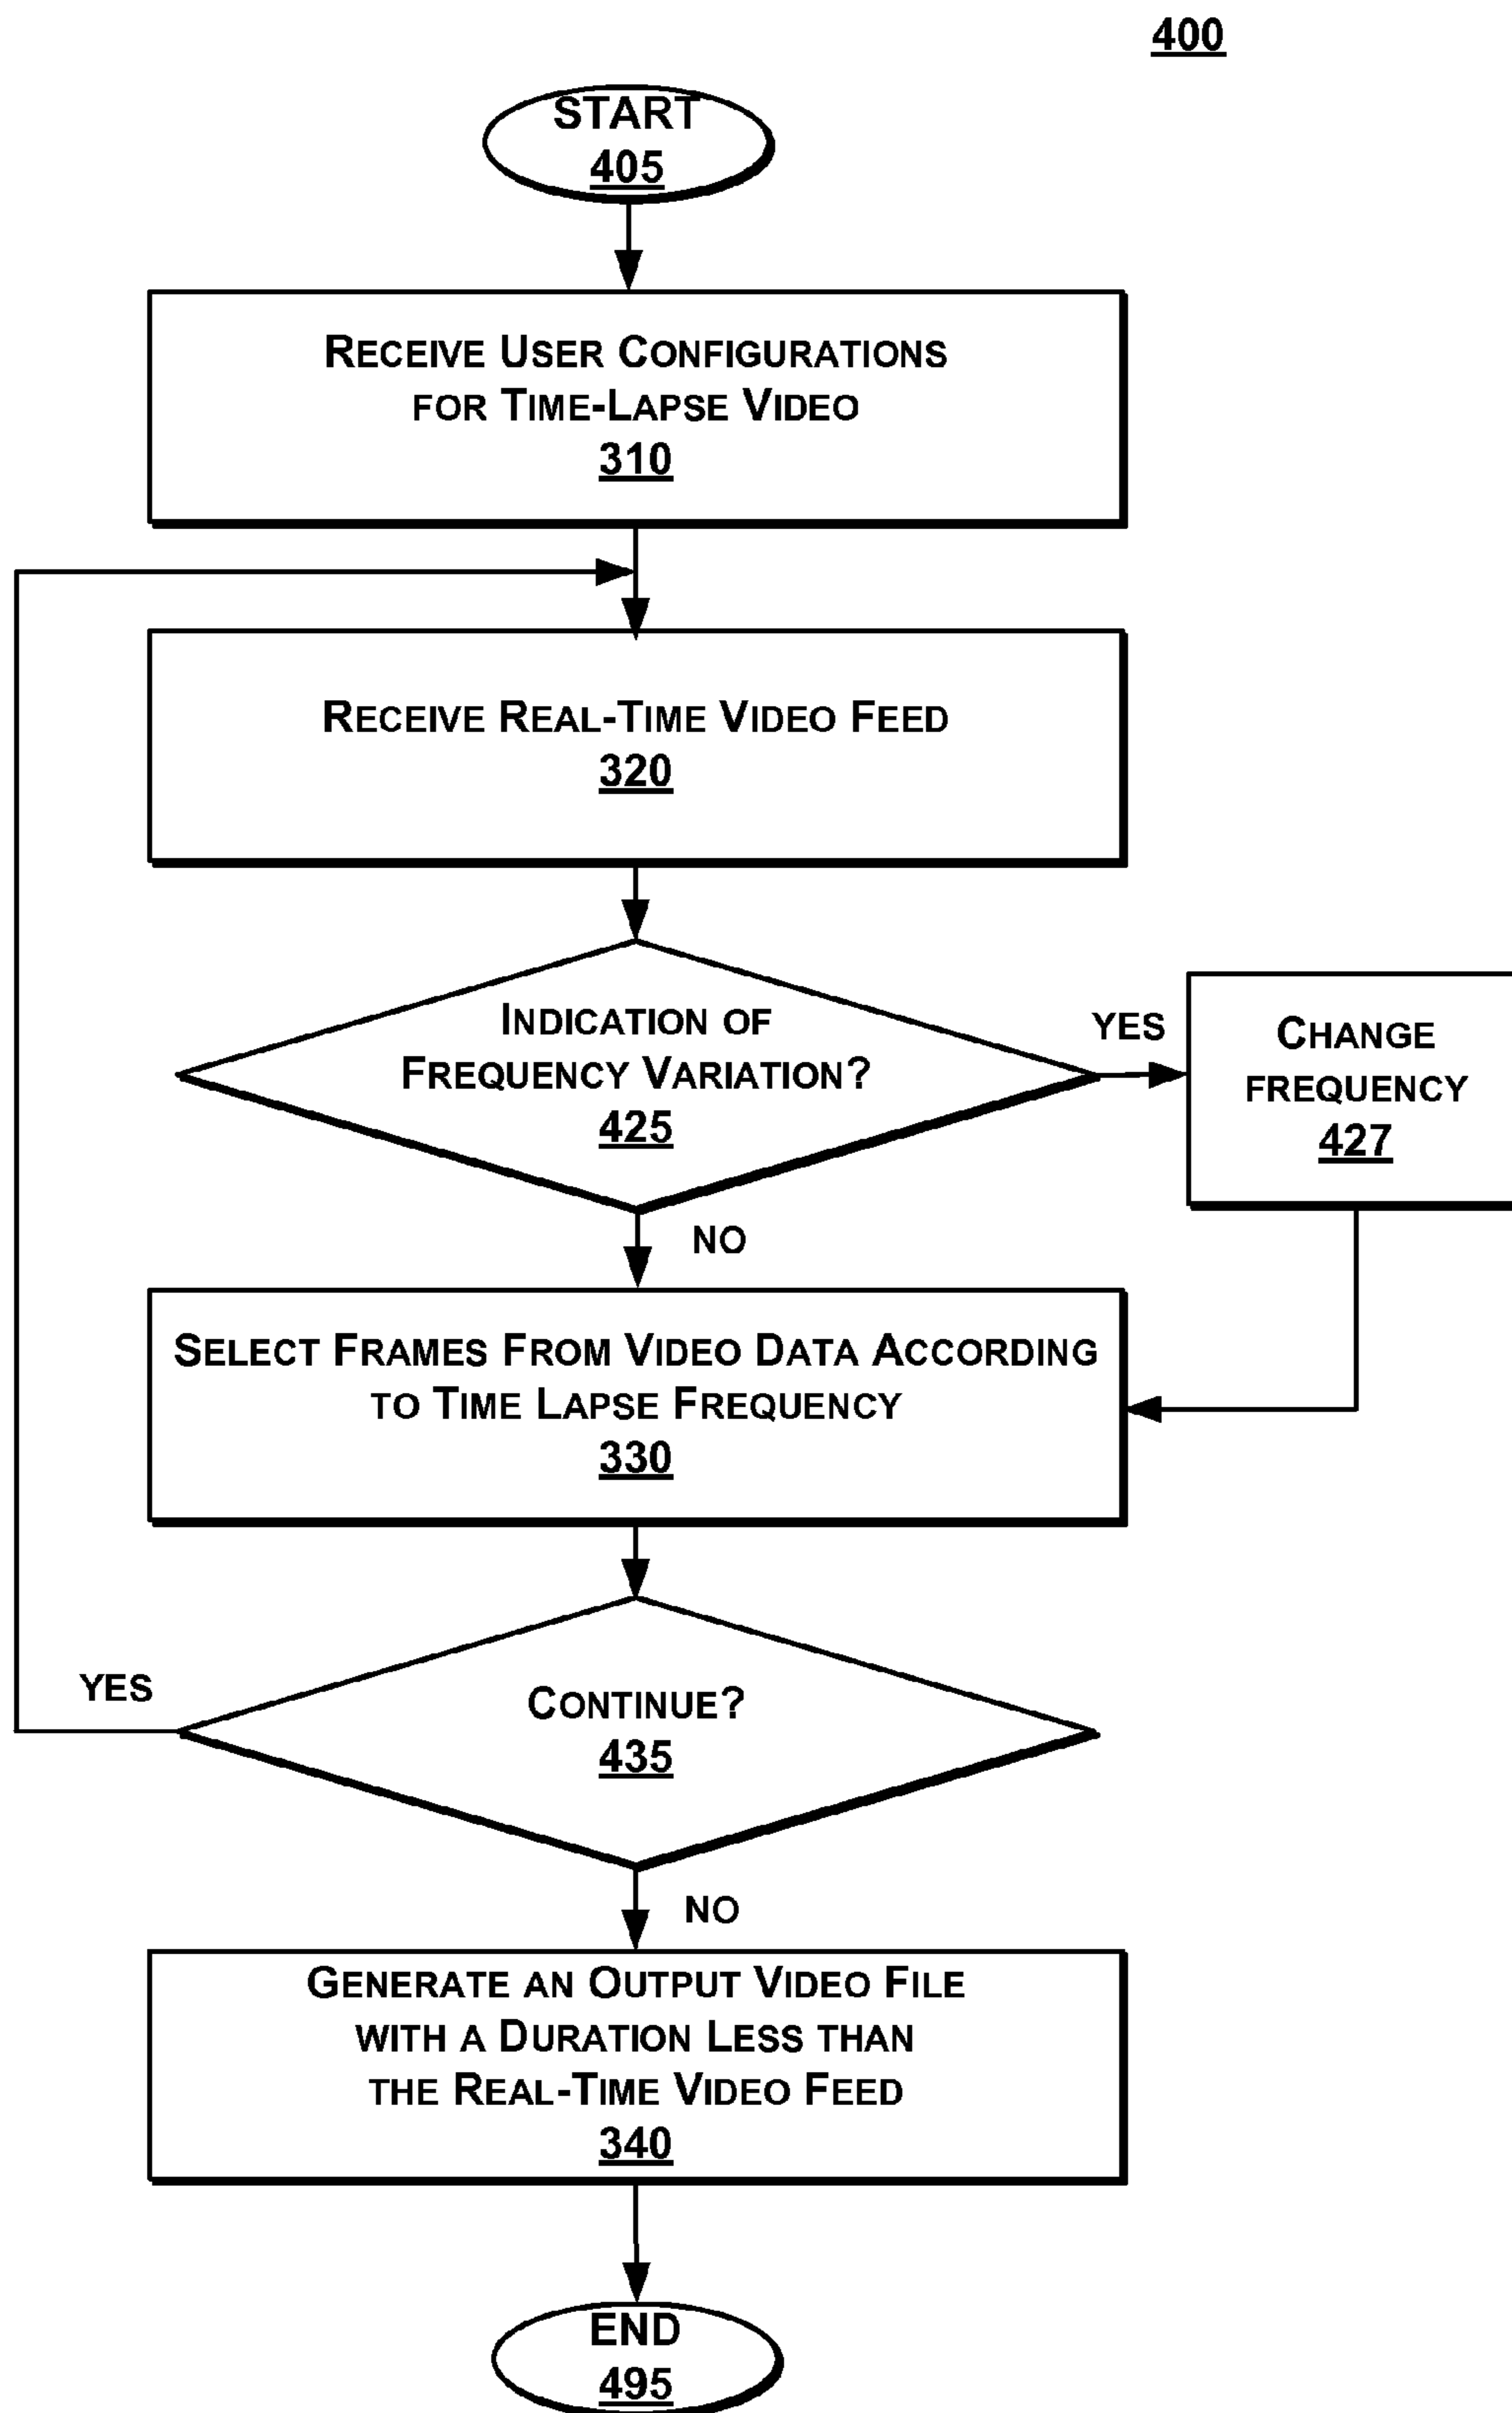 400
START
405
RECEIVE USER CONFIGURATIONS
FOR TIME-LAPSE VIDEO
310
RECEIVE REAL-TIME VIDEO FEED
320
INDICATION OF
FREQUENCY VARIATION?
425
YES
CHANGE
FREQUENCY
427
NO
SELECT FRAMES FROM VIDEO DATA ACCORDING
TO TIME LAPSE FREQUENCY
330
YES
CONTINUE?
435
NO
GENERATE AN OUTPUT VIDEO FILE
WITH A DURATION LESS THAN
THE REAL-TIME VIDEO FEED
340
END
495